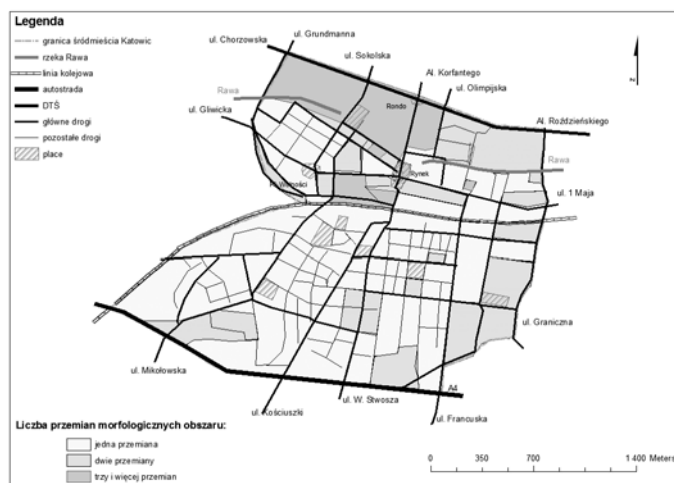 Legenda
granica śródmieścia Katowic
rzeka Rawa
linia kolejowa
autostrada
DTŚ
główne drogi
pozostałe drogi
place
ul. Grundmanna
ul. Chorzowska
ul. Sokolska
Al. Korfantego
ul. Olimpijska
Rawa
Rondo
ul. Gliwicka
Al. Roździeńskiego
Rawa
Rynek
Pl. Wolności
ul. 1 Maja
ul. Graniczna
ul. Mikołowska
A4
ul. W. Stwosza
ul. Kościuszki
ul. Francuska
Liczba przemian morfologicznych obszaru:
jedna przemiana
dwie przemiany
trzy i więcej przemian
0 350 700 1 400 Meters
N